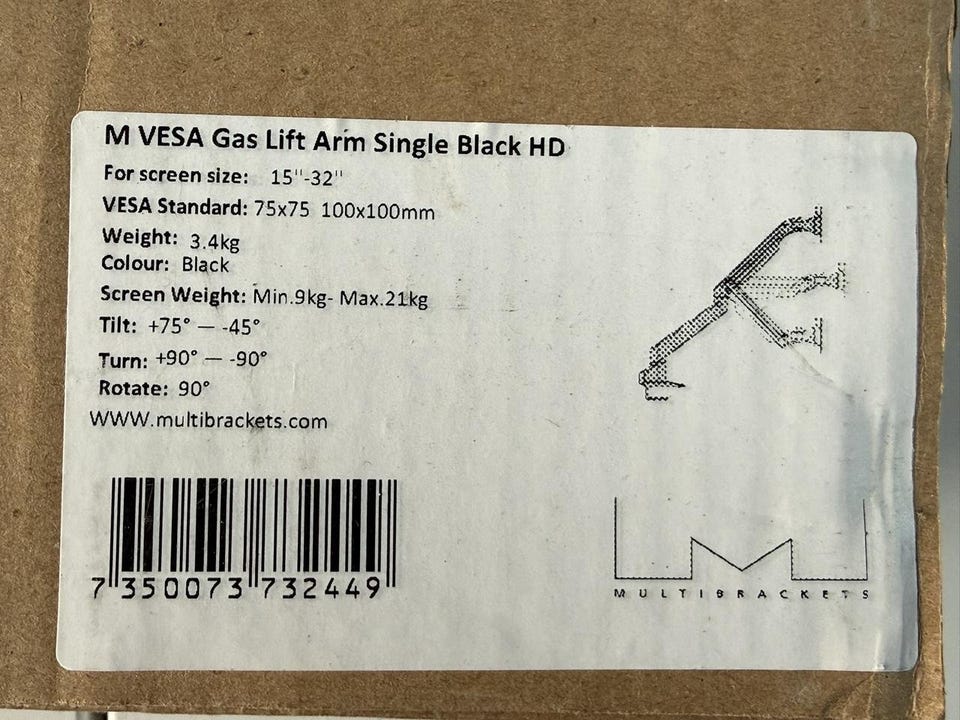 M VESA Gas Lift Arm Single Black HD
For screen size: 15"-32"
VESA Standard: 75x75 100x100mm
Weight: 3.4kg
Colour: Black
Screen Weight: Min.9kg- Max.21kg
Tilt: +75° — -45°
Turn: +90° — -90°
Rotate: 90°
WWW.multibrackets.com
7 350073 732449
MULTIBRACKETS